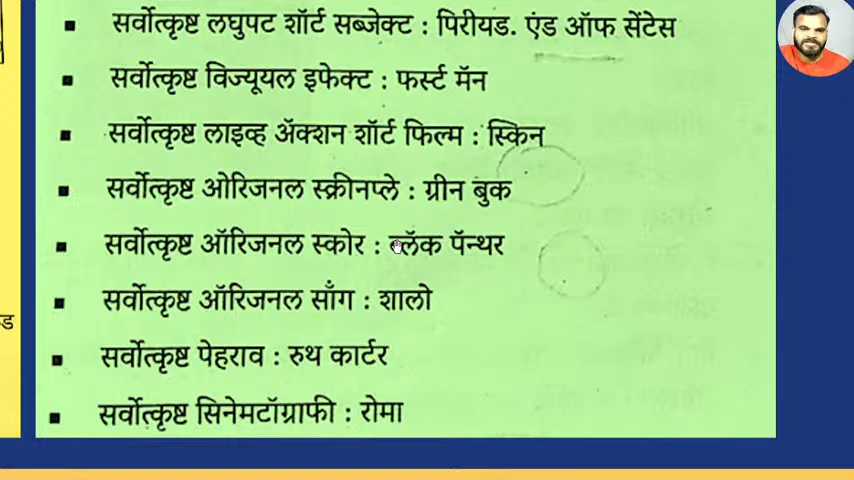 सर्वोत्कृष्ट लघुपट शॉर्ट सब्जेक्ट : पिरीयड. एंड ऑफ सेंटेस
सर्वोत्कृष्ट विज्यूयल इफेक्ट : फर्स्ट मॅन
सर्वोत्कृष्ट लाइव्ह ॲक्शन शॉर्ट फिल्म : स्किन
सर्वोत्कृष्ट ओरिजनल स्क्रीनप्ले : ग्रीन बुक
सर्वोत्कृष्ट ऑरिजनल स्कोर : ब्लॅक पॅन्थर
सर्वोत्कृष्ट ऑरिजनल साँग : शालो
सर्वोत्कृष्ट पेहराव : रुथ कार्टर
सर्वोत्कृष्ट सिनेमटॉग्राफी : रोमा